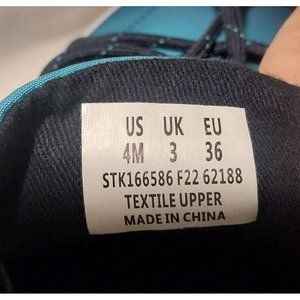 US UK EU
4M 3 36
STK166586 F22 62188
TEXTILE UPPER
MADE IN CHINA